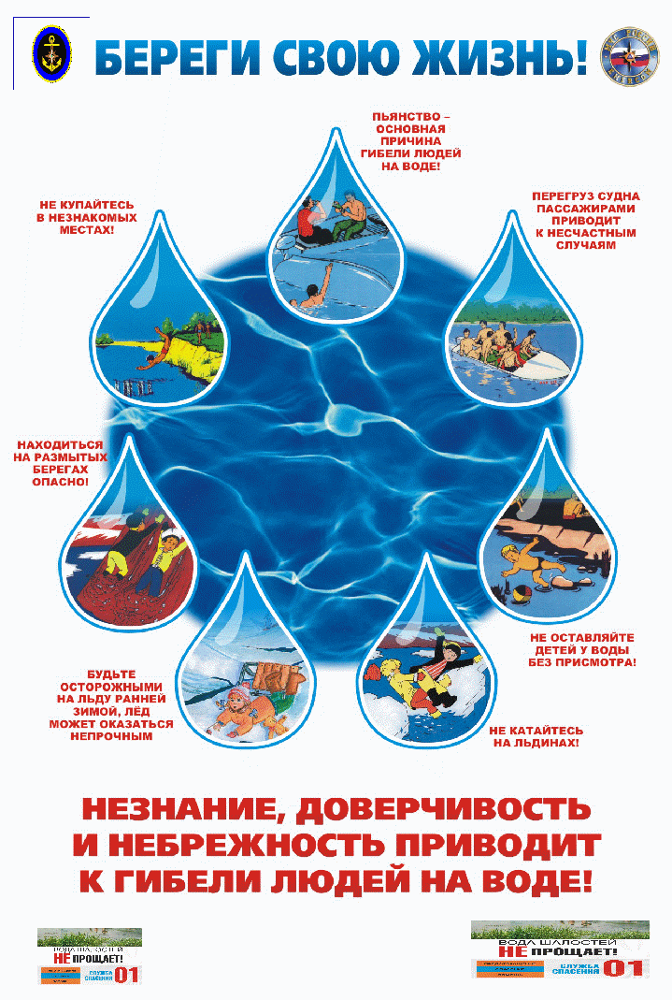 БЕРЕГИ СВОЮ ЖИЗНЬ!
ПЬЯНСТВО –
ОСНОВНАЯ
ПРИЧИНА
ГИБЕЛИ ЛЮДЕЙ
НА ВОДЕ!
НЕ КУПАЙТЕСЬ
В НЕЗНАКОМЫХ
МЕСТАХ!
ПЕРЕГРУЗ СУДНА
ПАССАЖИРАМИ
ПРИВОДИТ
К НЕСЧАСТНЫМ
СЛУЧАЯМ
НАХОДИТЬСЯ
НА РАЗМЫТЫХ
БЕРЕГАХ
ОПАСНО!
НЕ ОСТАВЛЯЙТЕ
ДЕТЕЙ У ВОДЫ
БЕЗ ПРИСМОТРА!
БУДЬТЕ
ОСТОРОЖНЫМИ
НА ЛЬДУ РАННЕЙ
ЗИМОЙ, ЛЁД
МОЖЕТ ОКАЗАТЬСЯ
НЕПРОЧНЫМ
НЕ КАТАЙТЕСЬ
НА ЛЬДИНАХ!
НЕЗНАНИЕ, ДОВЕРЧИВОСТЬ
И НЕБРЕЖНОСТЬ ПРИВОДИТ
К ГИБЕЛИ ЛЮДЕЙ НА ВОДЕ!
ВОДА ШАЛОСТЕЙ
НЕ ПРОЩАЕТ!
СЛУЖБА
СПАСЕНИЯ 01
ВОДА ШАЛОСТЕЙ
НЕ ПРОЩАЕТ!
СЛУЖБА
СПАСЕНИЯ 01